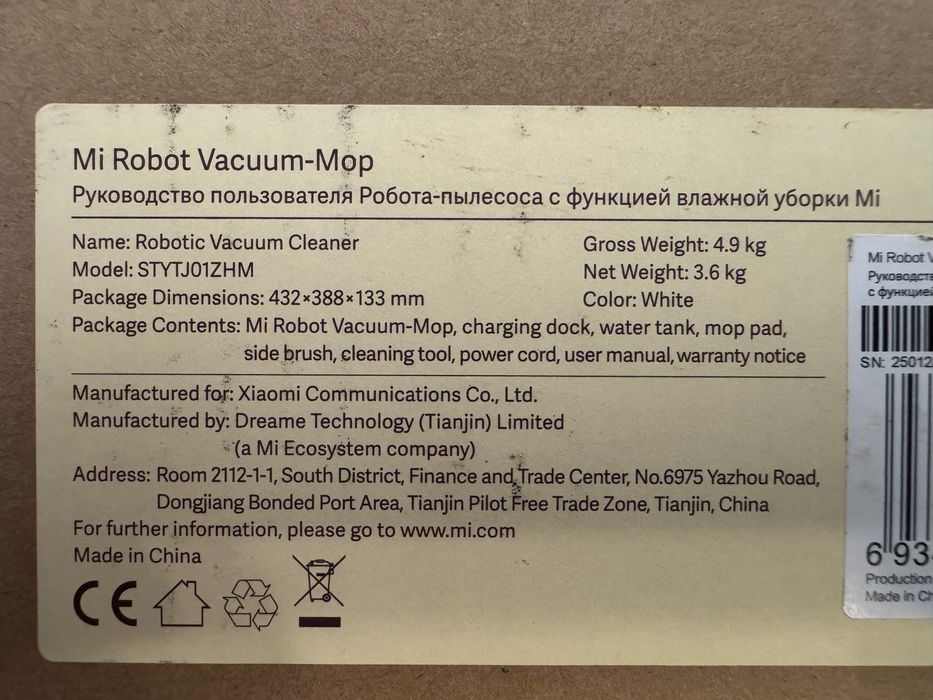 Mi Robot Vacuum-Mop
Руководство пользователя Робота-пылесоса с функцией влажной уборки Mi
Name: Robotic Vacuum Cleaner
Model: STYTJ01ZHM
Package Dimensions: 432×388×133 mm
Gross Weight: 4.9 kg
Net Weight: 3.6 kg
Color: White
Package Contents: Mi Robot Vacuum-Mop, charging dock, water tank, mop pad,
side brush, cleaning tool, power cord, user manual, warranty notice
Manufactured for: Xiaomi Communications Co., Ltd.
Manufactured by: Dreame Technology (Tianjin) Limited
(a Mi Ecosystem company)
Address: Room 2112-1-1, South District, Finance and Trade Center, No.6975 Yazhou Road,
Dongjiang Bonded Port Area, Tianjin Pilot Free Trade Zone, Tianjin, China
For further information, please go to www.mi.com
Made in China
CE
Mi Robot V
Руководств
с функцией
SN: 25012
6 934
Production
Made in Ch